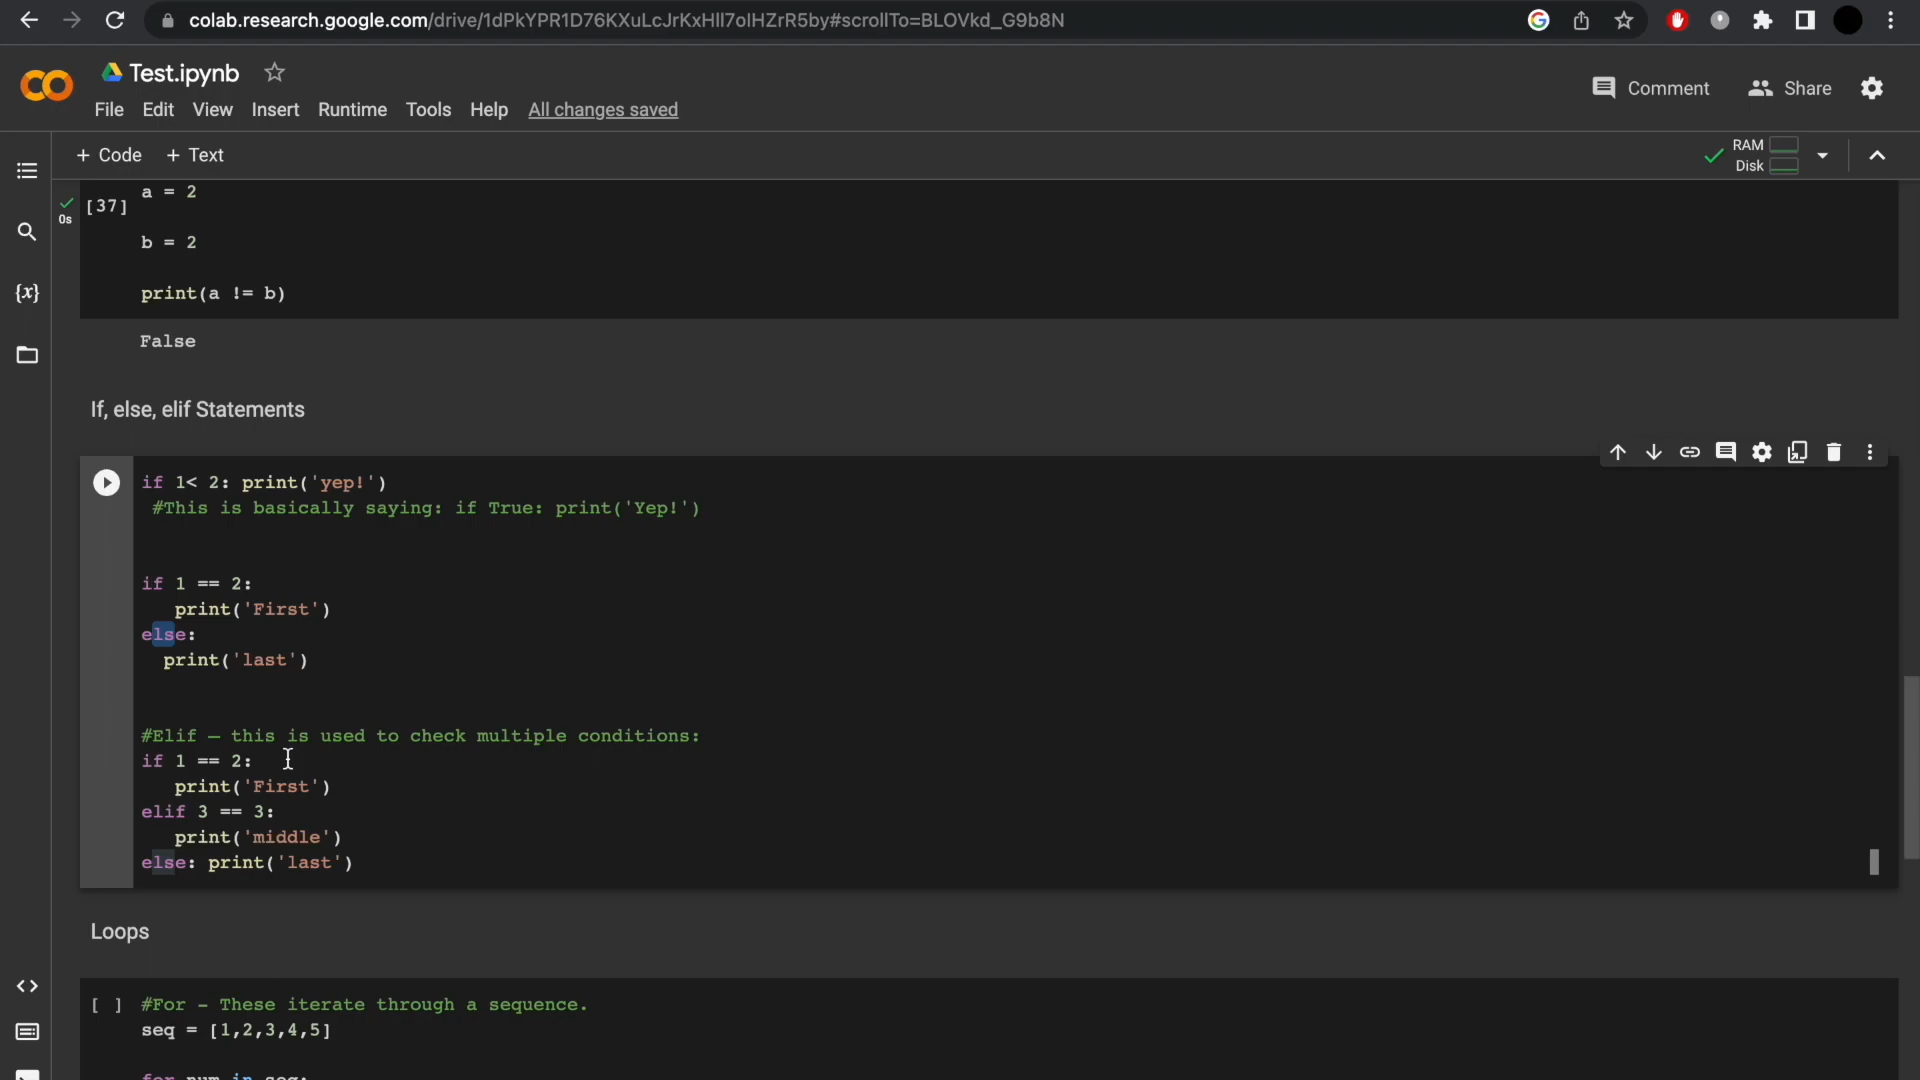 colab.research.google.com/drive/1dPkYPR1D76KXuLcJrKxHll7olHZrR5by#scrollTo=BLOVkd_G9b8N
Test.ipynb
Comment
Share
File Edit View Insert Runtime Tools Help All changes saved
+ Code + Text
RAM
Disk
a = 2
[37]
0s
b = 2
print(a != b)
False
If, else, elif Statements
if 1< 2: print('yep!')
#This is basically saying: if True: print('Yep!')
if 1 == 2:
print('First')
else:
print('last')
#Elif – this is used to check multiple conditions:
if 1 == 2:
print('First')
elif 3 == 3:
print('middle')
else: print('last')
Loops
[ ] #For – These iterate through a sequence.
seq = [1,2,3,4,5]
for num in seq: